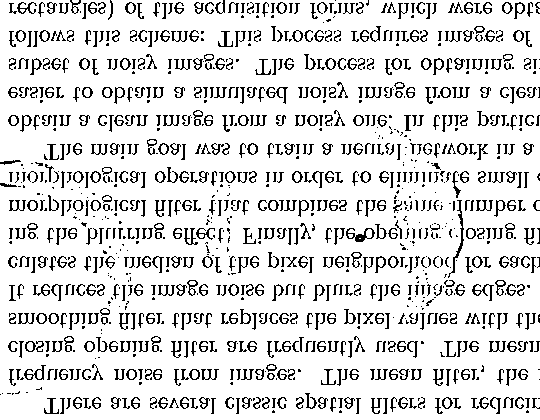 There are several classic spatial filters for reducin
frequency noise from images. The mean filter, the
closing opening filter are frequently used. The mean
smoothing filter that replaces the pixel values with the
It reduces the image noise but blurs the image edges.
culates the median of the pixel neighborhood for each
ing the blurring effect. Finally, the opening closing fil
morphological filter that combines the same number o
morphological operations in order to eliminate small
The main goal was to train a neural network in a
obtain a clean image from a noisy one. In this particu
easier to obtain a simulated noisy image from a clea
subset of noisy images. The process for obtaining si
follows this scheme: This process requires images of
rectangles) of the acquisition forms, which were obta